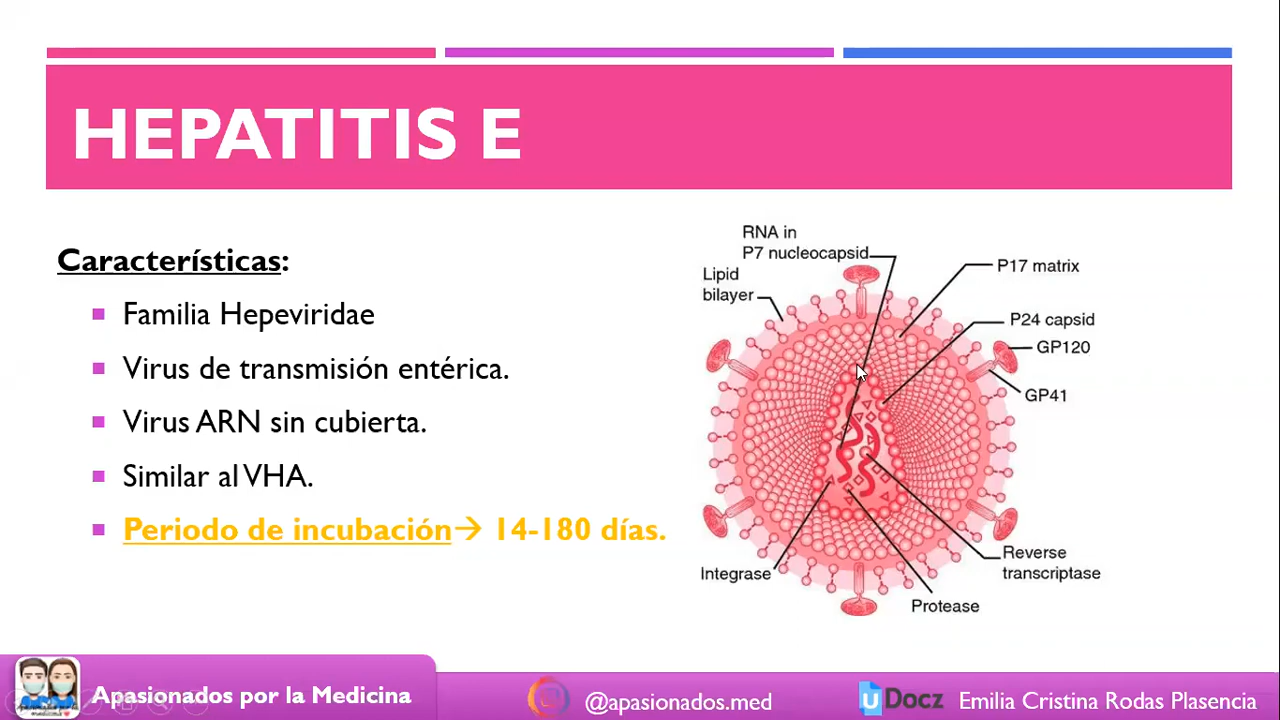 HEPATITIS E
Características:
Familia Hepeviridae
Virus de transmisión entérica.
Virus ARN sin cubierta.
Similar al VHA.
Periodo de incubación→ 14-180 días.
RNA in
P7 nucleocapsid
Lipid
bilayer
P17 matrix
P24 capsid
GP120
GP41
Reverse
transcriptase
Integrase
Protease
Apasionados por la Medicina
@apasionados.med
UDocz
Emilia Cristina Rodas Plasencia